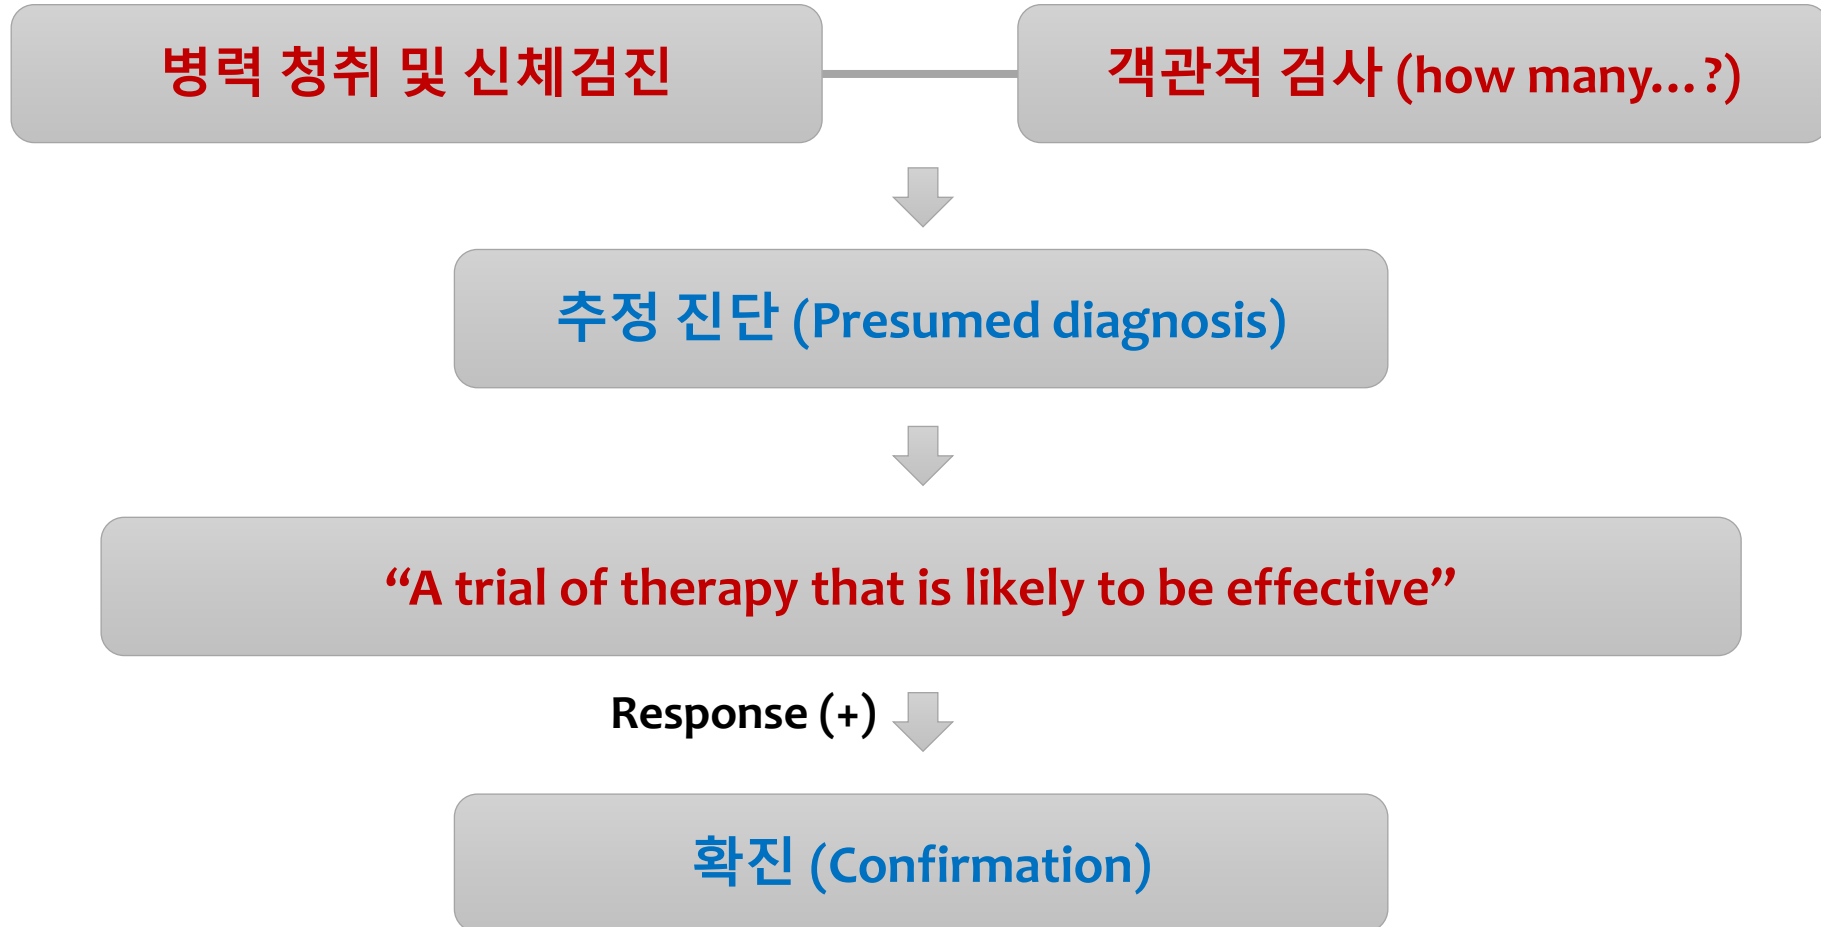 병력 청취 및 신체검진
객관적 검사 (how many...?)
추정 진단 (Presumed diagnosis)
“A trial of therapy that is likely to be effective”
Response (+)
확진 (Confirmation)